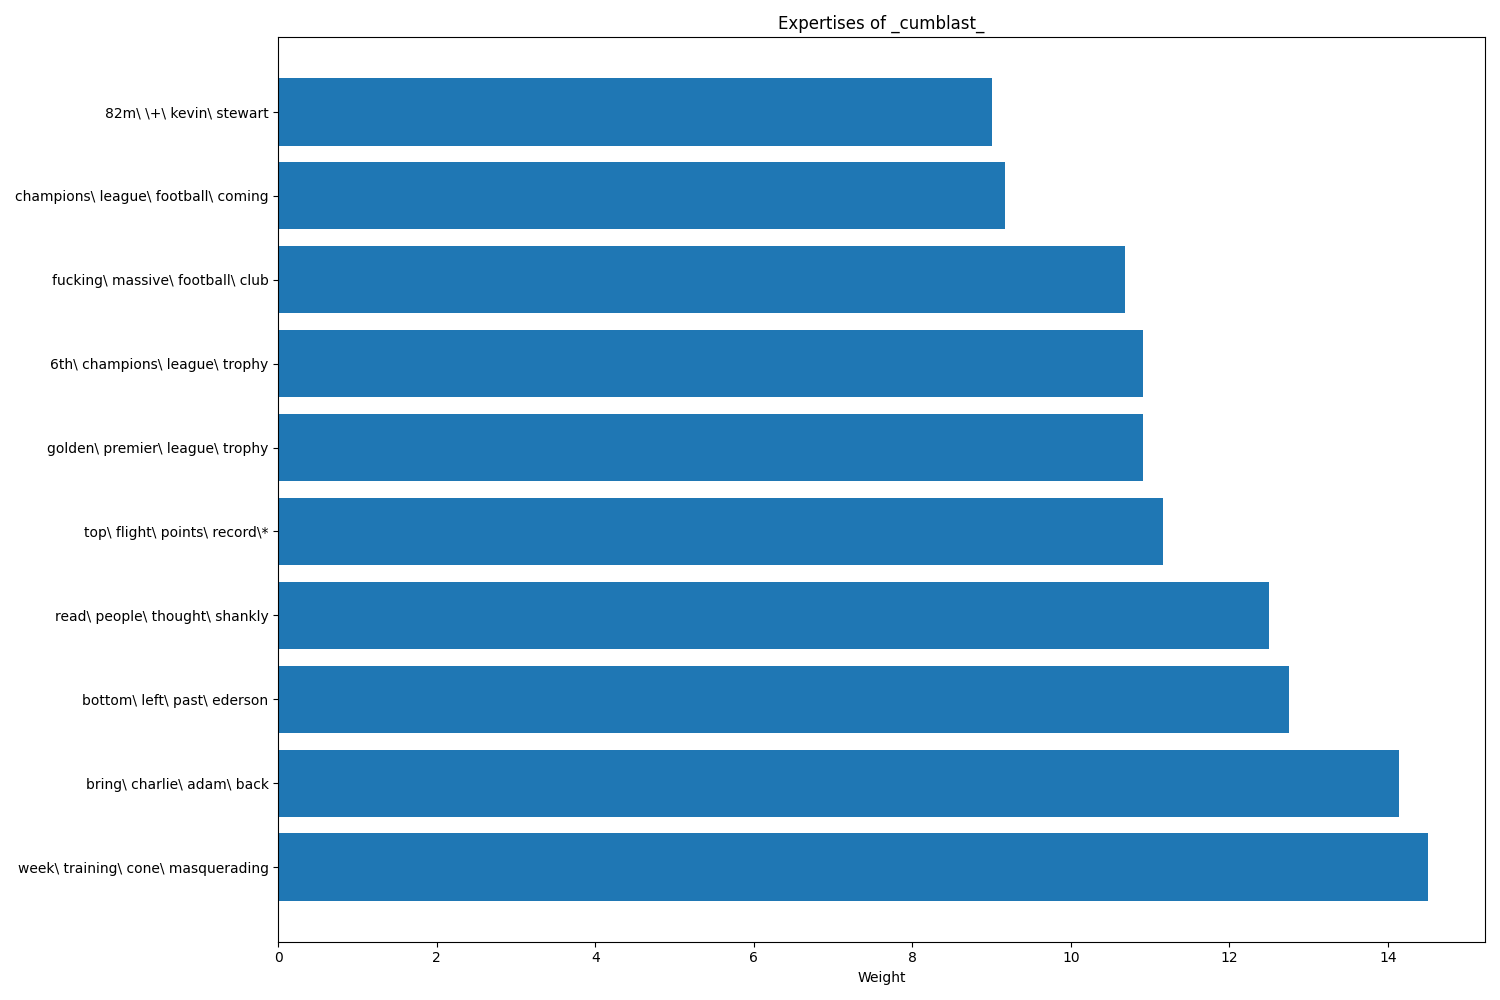 Expertises of _cumblast_
82m\ \+\ kevin\ stewart
champions\ league\ football\ coming
fucking\ massive\ football\ club
6th\ champions\ league\ trophy
golden\ premier\ league\ trophy
top\ flight\ points\ record\*
read\ people\ thought\ shankly
bottom\ left\ past\ ederson
bring\ charlie\ adam\ back
week\ training\ cone\ masquerading
0 2 4 6 8 10 12 14
Weight